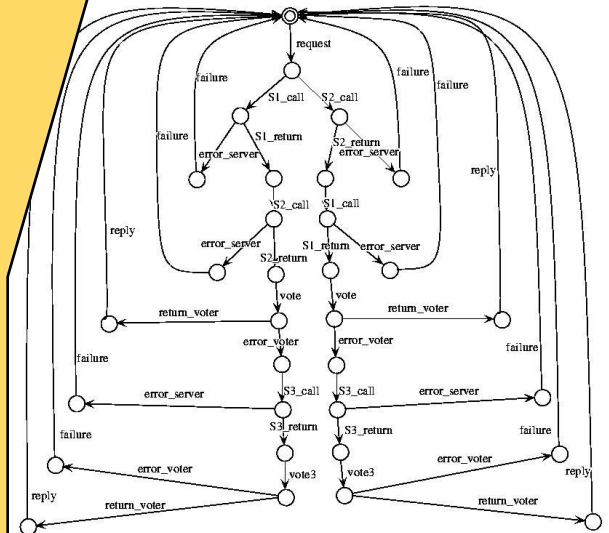 request
failure
failure
failure
S1_call
S2_call
failure
S1_return
S2_return
error_server
error_server
reply
S2_call
S1_call
reply
error_server
S1_return
error_server
S2_return
vote
vote
return_voter
return_voter
error_voter
error_voter
failure
failure
error_server
S3_call
S3_call
error_server
failure
S3_return
S3_return
failure
error_voter
error_voter
vote3
vote3
reply
reply
return_voter
return_voter